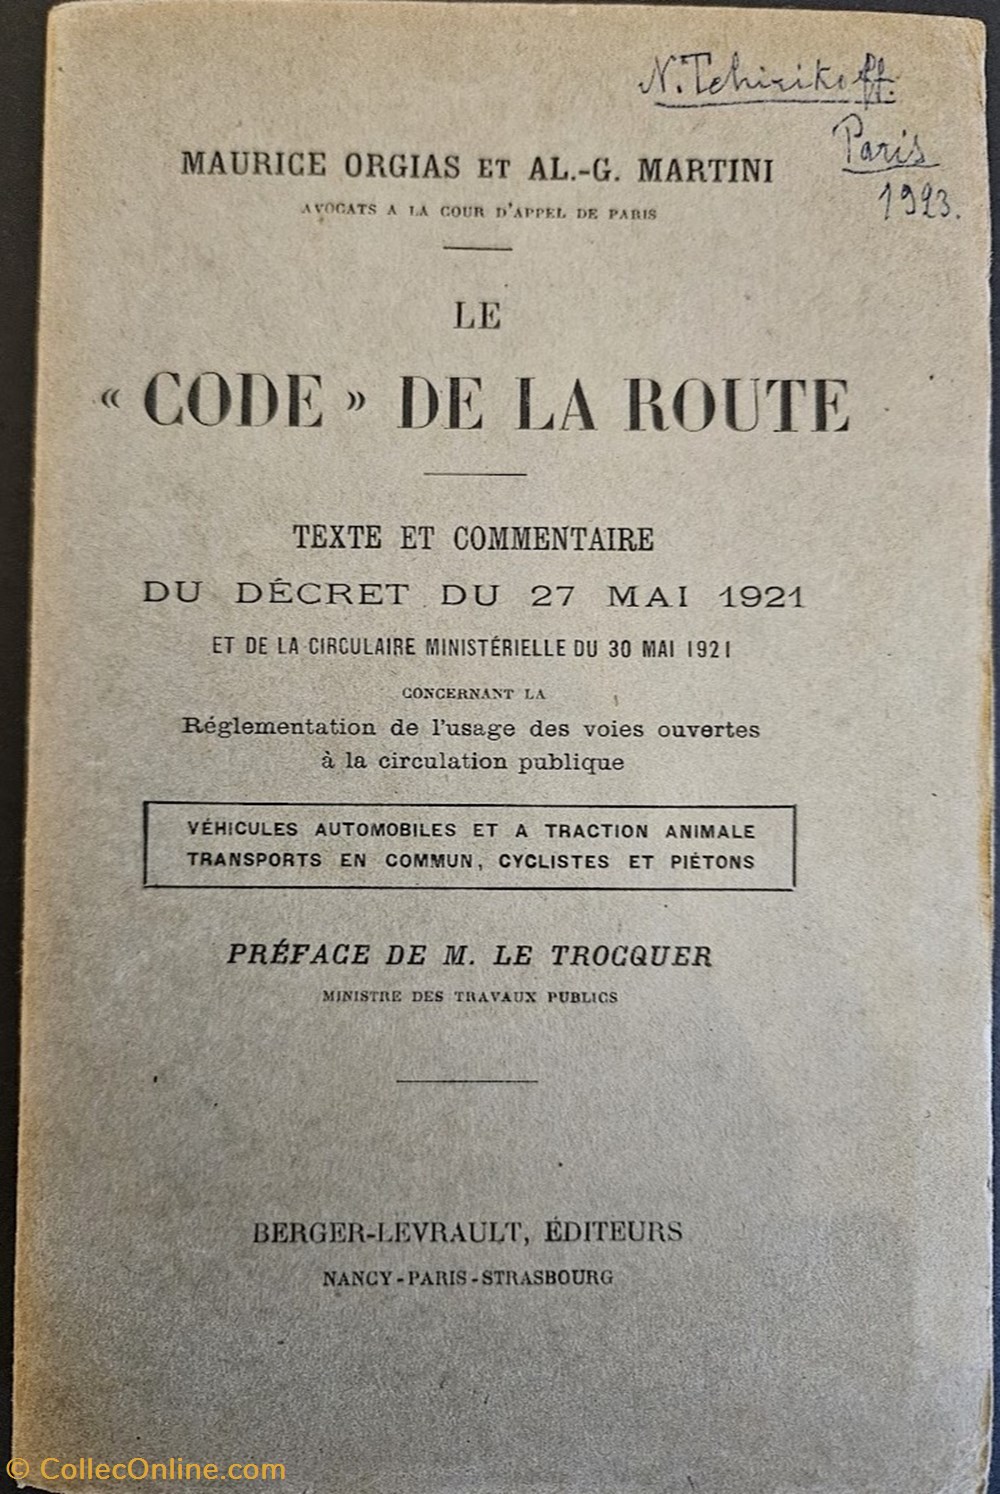 N. Tchirikoff.
Paris
1923.
MAURICE ORGIAS ET AL.-G. MARTINI
AVOCATS A LA COUR D'APPEL DE PARIS
LE
« CODE » DE LA ROUTE
TEXTE ET COMMENTAIRE
DU DÉCRET DU 27 MAI 1921
ET DE LA CIRCULAIRE MINISTÉRIELLE DU 30 MAI 1921
CONCERNANT LA
Réglementation de l'usage des voies ouvertes
à la circulation publique
VÉHICULES AUTOMOBILES ET A TRACTION ANIMALE
TRANSPORTS EN COMMUN, CYCLISTES ET PIÉTONS
PRÉFACE DE M. LE TROCQUER
MINISTRE DES TRAVAUX PUBLICS
BERGER-LEVRAULT, ÉDITEURS
NANCY-PARIS-STRASBOURG
© CollecOnline.com